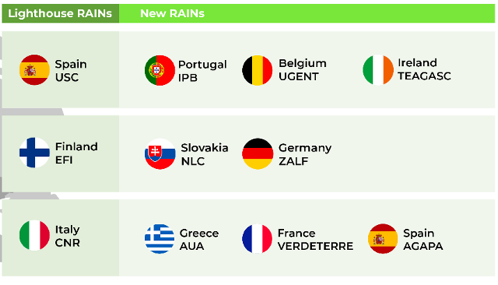 Lighthouse RAINs
New RAINs
Spain
USC
Portugal
IPB
Belgium
UGENT
Ireland
TEAGASC
Finland
EFI
Slovakia
NLC
Germany
ZALF
Italy
CNR
Greece
AUA
France
VERDETERRE
Spain
AGAPA